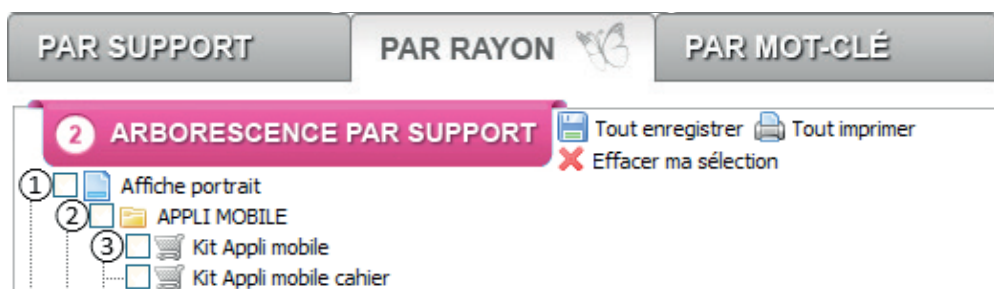 PAR SUPPORT PAR RAYON PAR MOT-CLÉ
2 ARBORESCENCE PAR SUPPORT Tout enregistrer Tout imprimer
Effacer ma sélection
1 Affiche portrait
2 APPLI MOBILE
3 Kit Appli mobile
Kit Appli mobile cahier